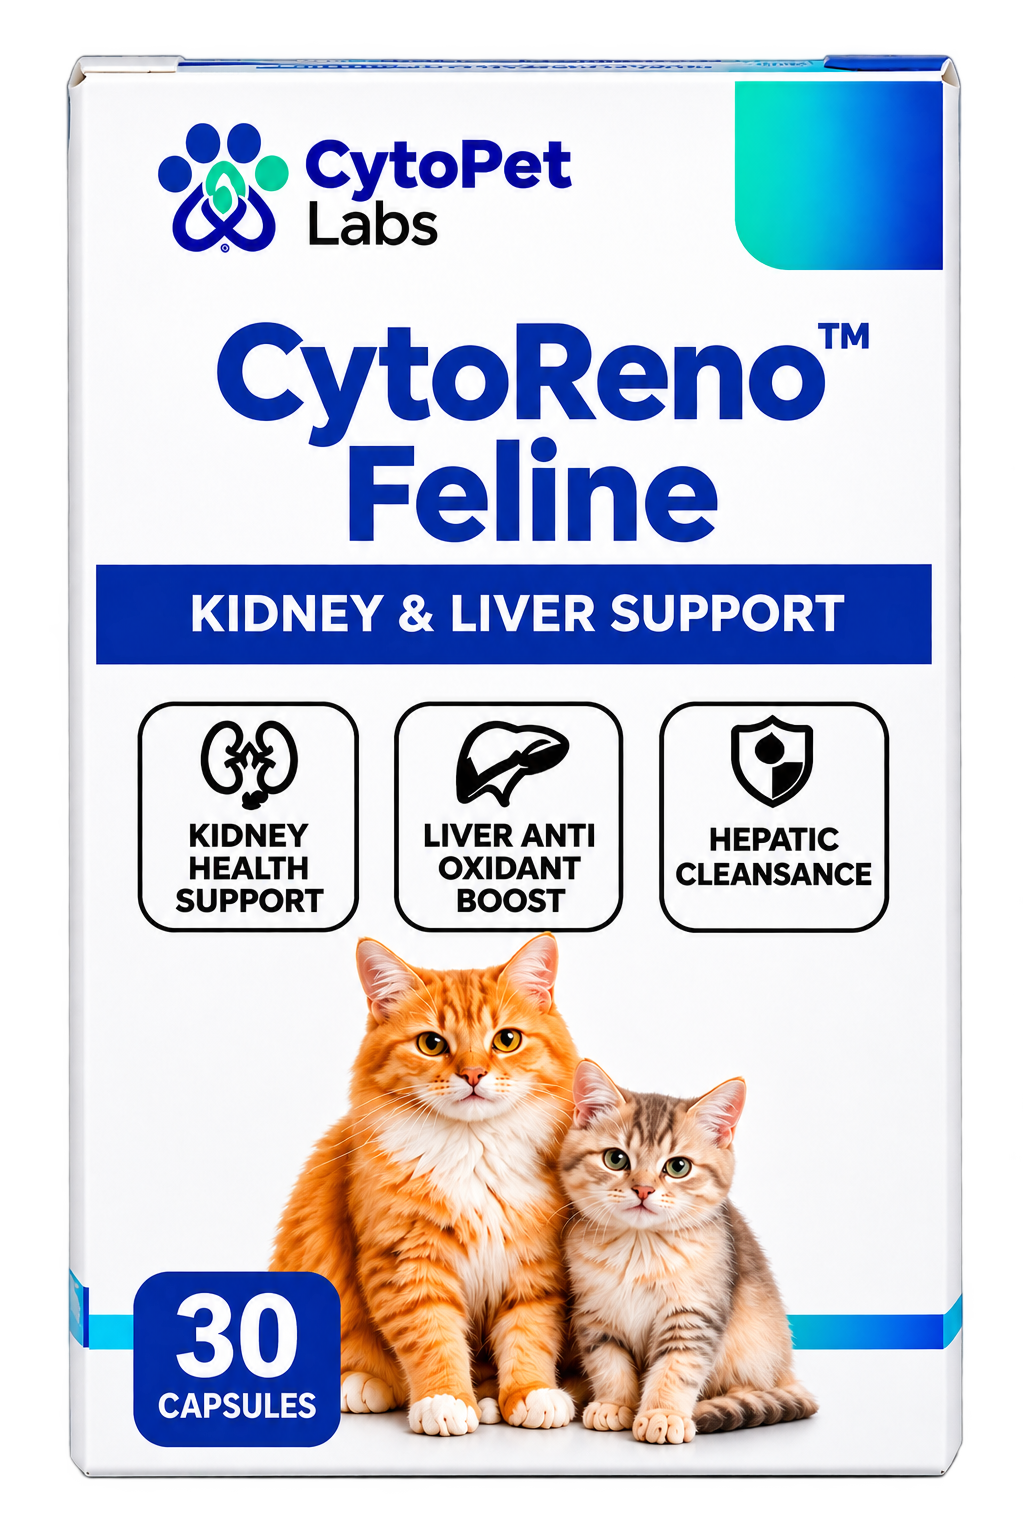 CytoPet
Labs
®
CytoReno™
Feline
KIDNEY & LIVER SUPPORT
KIDNEY
HEALTH
SUPPORT
LIVER ANTI
OXIDANT
BOOST
HEPATIC
CLEANSANCE
30
CAPSULES